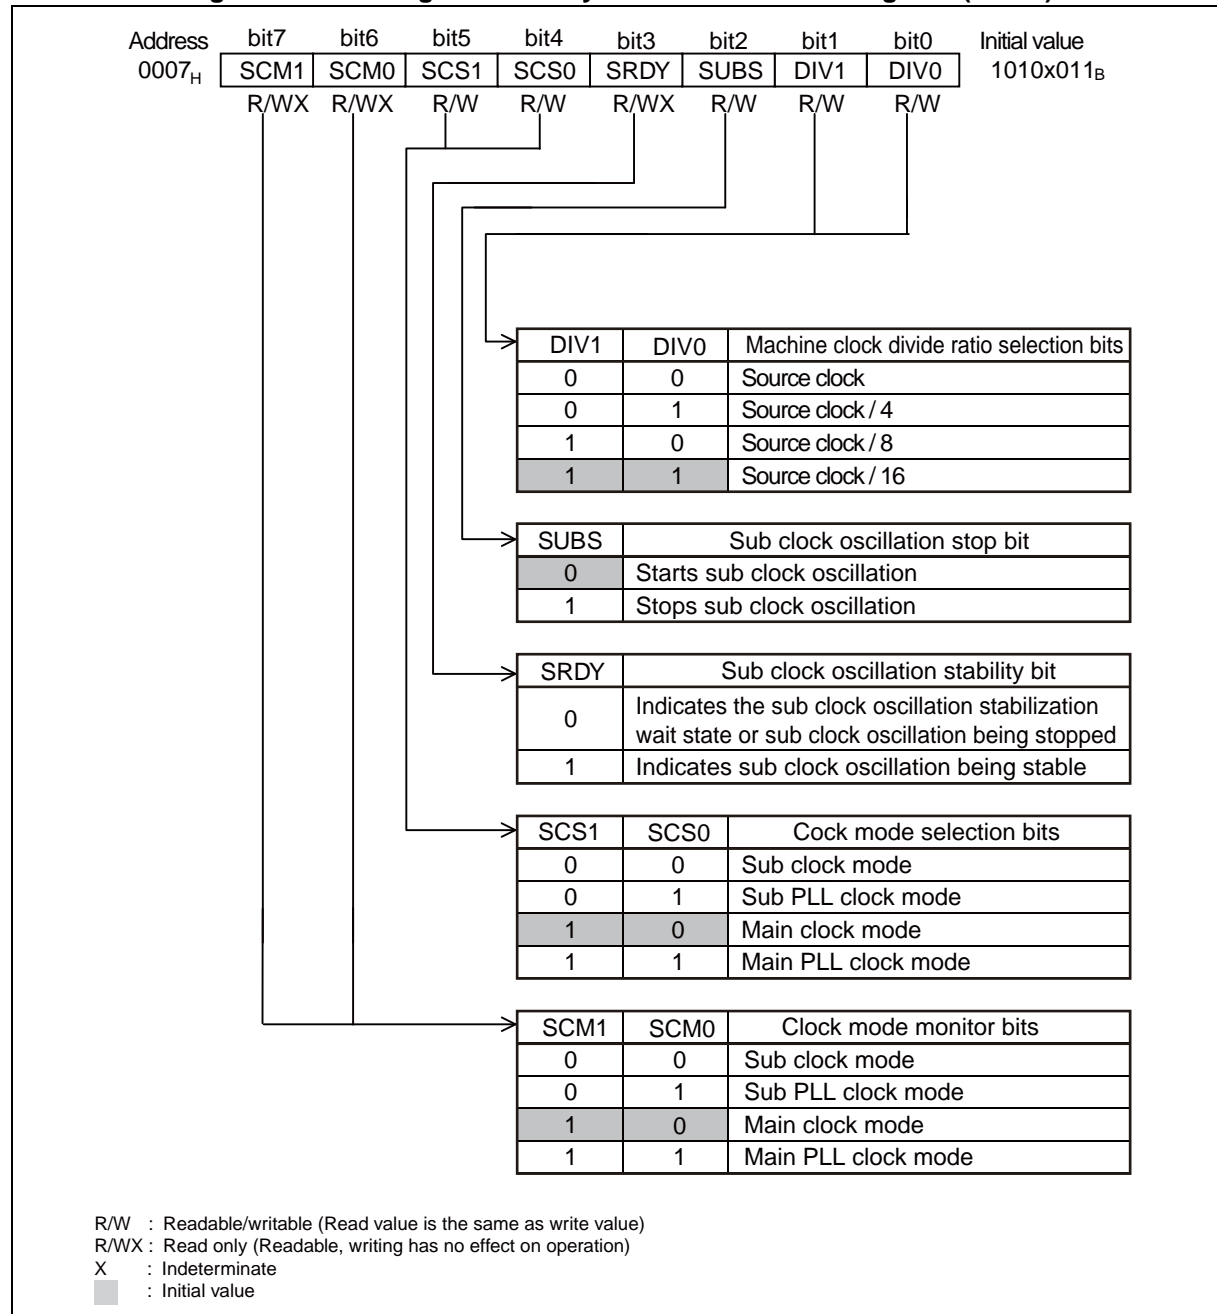 Address bit7 bit6 bit5 bit4 bit3 bit2 bit1 bit0 Initial value
0007H SCM1 SCM0 SCS1 SCS0 SRDY SUBS DIV1 DIV0 1010x011B
R/WX R/WX R/W R/W R/WX R/W R/W R/W
DIV1 DIV0 Machine clock divide ratio selection bits
0 0 Source clock
0 1 Source clock / 4
1 0 Source clock / 8
1 1 Source clock / 16
SUBS Sub clock oscillation stop bit
0 Starts sub clock oscillation
1 Stops sub clock oscillation
SRDY Sub clock oscillation stability bit
0 Indicates the sub clock oscillation stabilization
wait state or sub clock oscillation being stopped
1 Indicates sub clock oscillation being stable
SCS1 SCS0 Cock mode selection bits
0 0 Sub clock mode
0 1 Sub PLL clock mode
1 0 Main clock mode
1 1 Main PLL clock mode
SCM1 SCM0 Clock mode monitor bits
0 0 Sub clock mode
0 1 Sub PLL clock mode
1 0 Main clock mode
1 1 Main PLL clock mode
R/W : Readable/writable (Read value is the same as write value)
R/WX : Read only (Readable, writing has no effect on operation)
X : Indeterminate
: Initial value